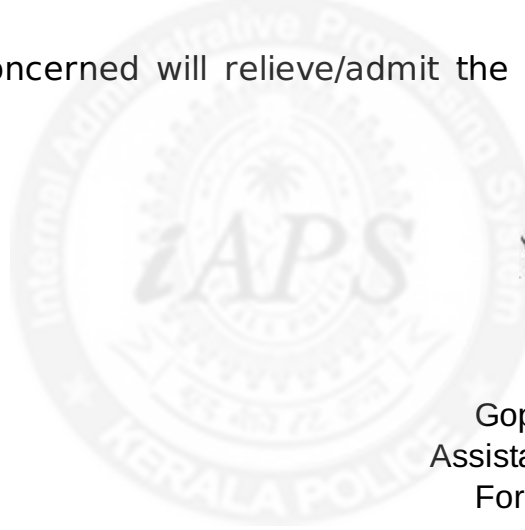 oncerned will relieve/admit the
Internal Administrative Processing System
iAPS
KERALA POLICE
Gop
Assista
For